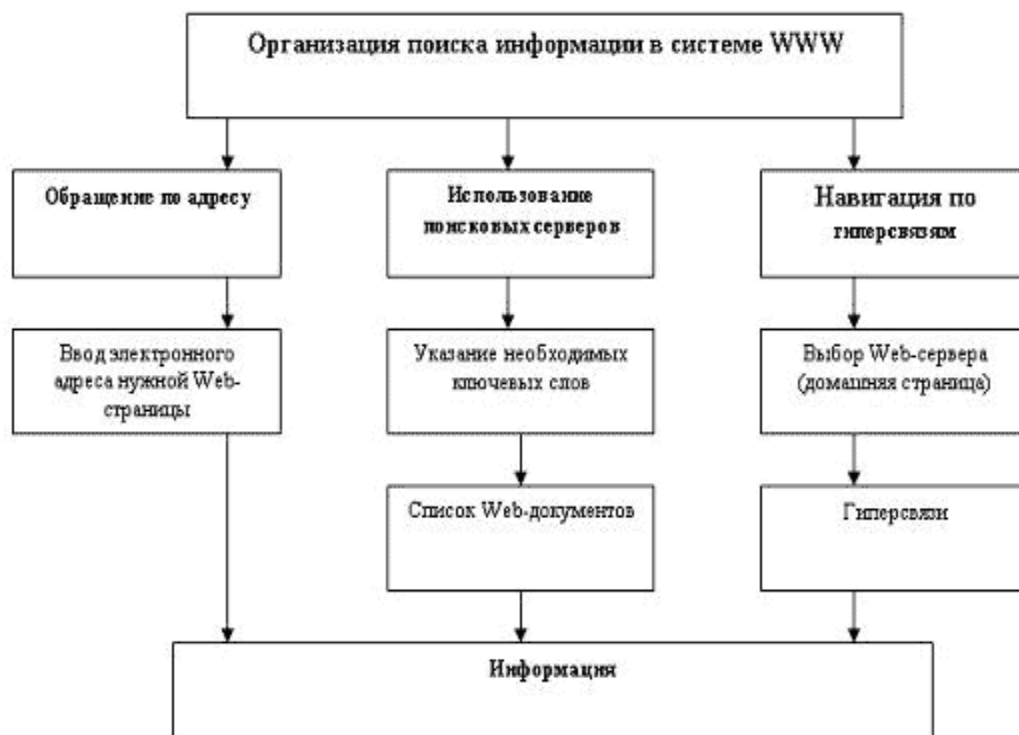 Организация поиска информации в системе WWW
Обращение по адресу
Использование
поисковых серверов
Навигация по
гиперсвязям
Ввод электронного
адреса нужной Web-
страницы
Указание необходимых
ключевых слов
Выбор Web-сервера
(домашняя страница)
Список Web-документов
Гиперсвязи
Информация